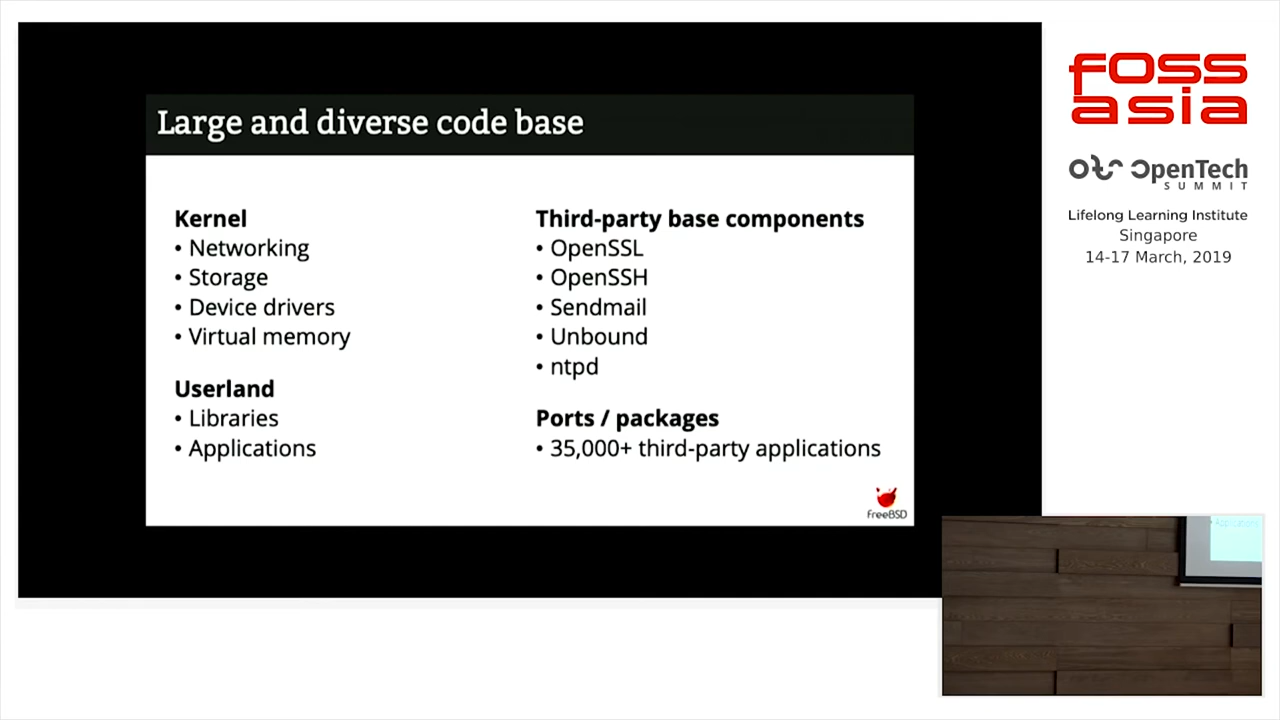 Large and diverse code base
Kernel
• Networking
• Storage
• Device drivers
• Virtual memory
Userland
• Libraries
• Applications
Third-party base components
• OpenSSL
• OpenSSH
• Sendmail
• Unbound
• ntpd
Ports / packages
• 35,000+ third-party applications
FreeBSD
foss
asia
OpenTech
SUMMIT
Lifelong Learning Institute
Singapore
14-17 March, 2019
• Applications